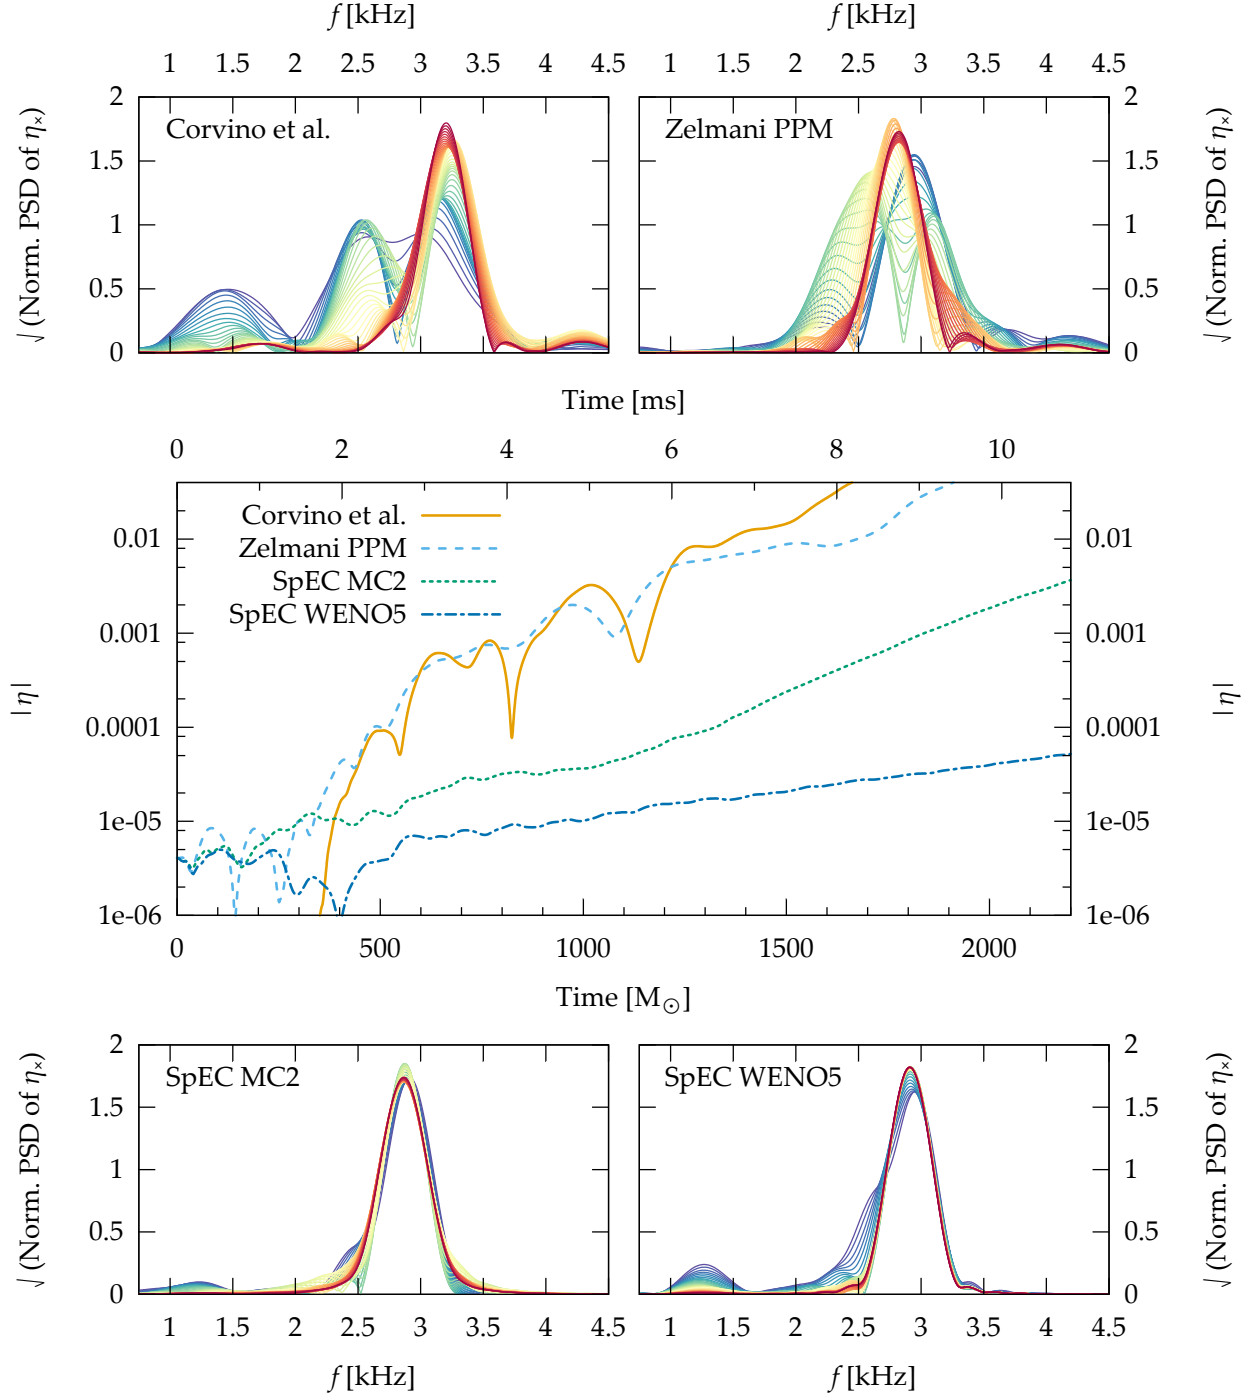 f [kHz] f [kHz]
1 1.5 2 2.5 3 3.5 4 4.5 1 1.5 2 2.5 3 3.5 4 4.5
2 2
1.5 1.5
1 1
0.5 0.5
0 0
√ (Norm. PSD of η×) √ (Norm. PSD of η×)
Corvino et al. Zelmani PPM
Time [ms]
0 2 4 6 8 10
Corvino et al.
Zelmani PPM
SpEC MC2
SpEC WENO5
0.01 0.01
0.001 0.001
0.0001 0.0001
1e-05 1e-05
1e-06 1e-06
|η| |η|
0 500 1000 1500 2000
Time [M⊙]
2 2
1.5 1.5
1 1
0.5 0.5
0 0
√ (Norm. PSD of η×) √ (Norm. PSD of η×)
SpEC MC2 SpEC WENO5
1 1.5 2 2.5 3 3.5 4 4.5 1 1.5 2 2.5 3 3.5 4 4.5
f [kHz] f [kHz]